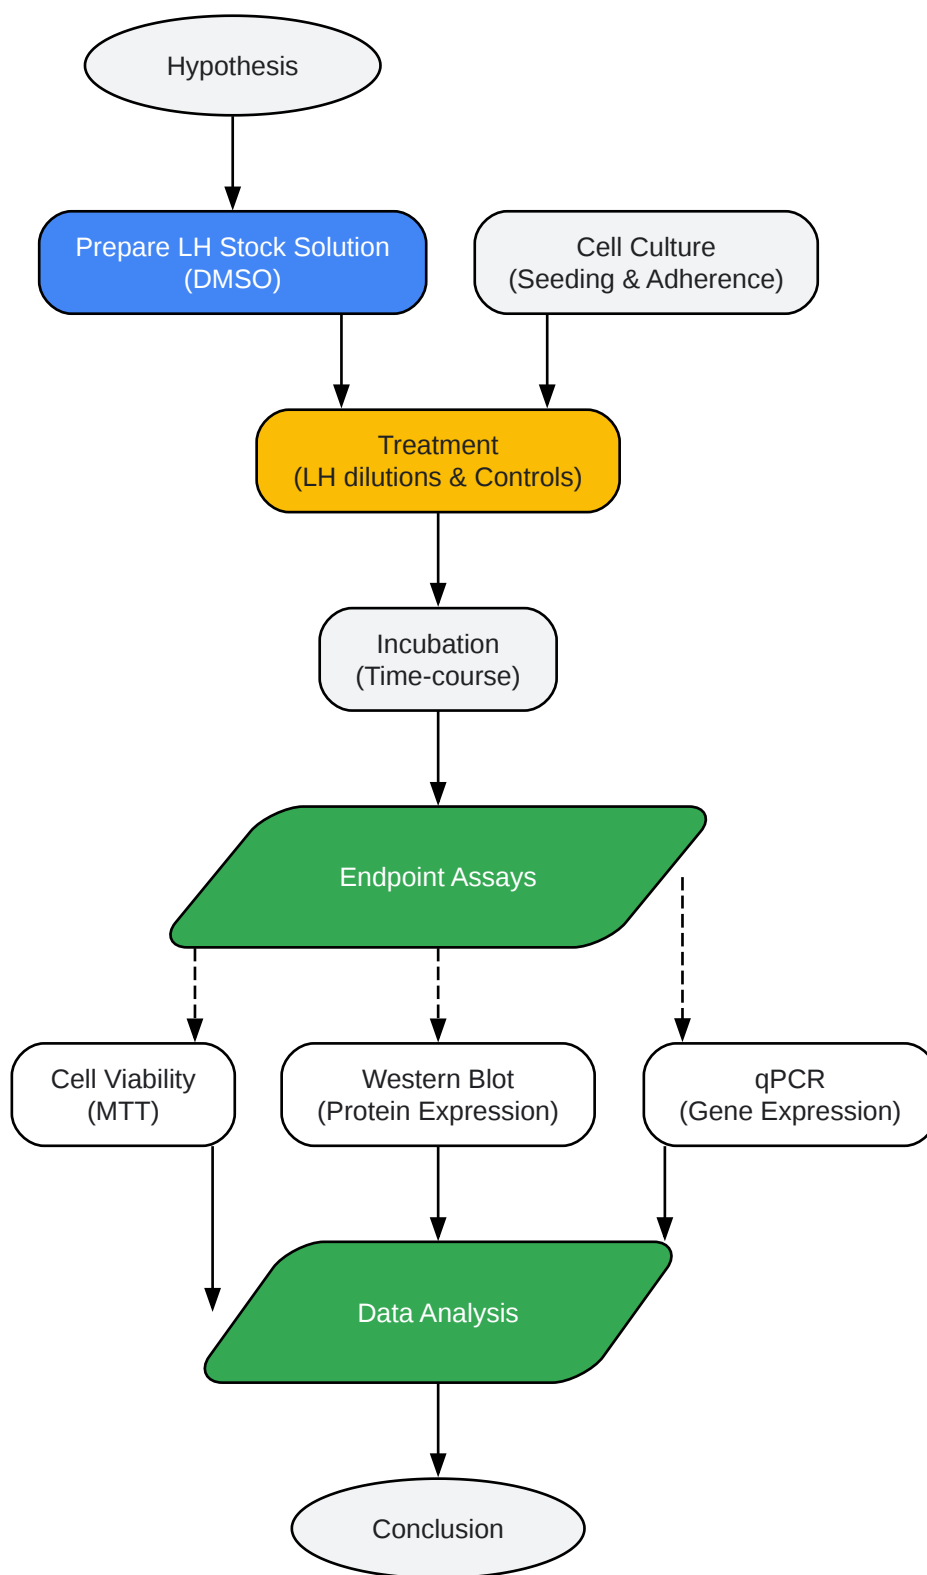 Hypothesis
Prepare LH Stock Solution
(DMSO)
Cell Culture
(Seeding & Adherence)
Treatment
(LH dilutions & Controls)
Incubation
(Time-course)
Endpoint Assays
Cell Viability
(MTT)
Western Blot
(Protein Expression)
qPCR
(Gene Expression)
Data Analysis
Conclusion